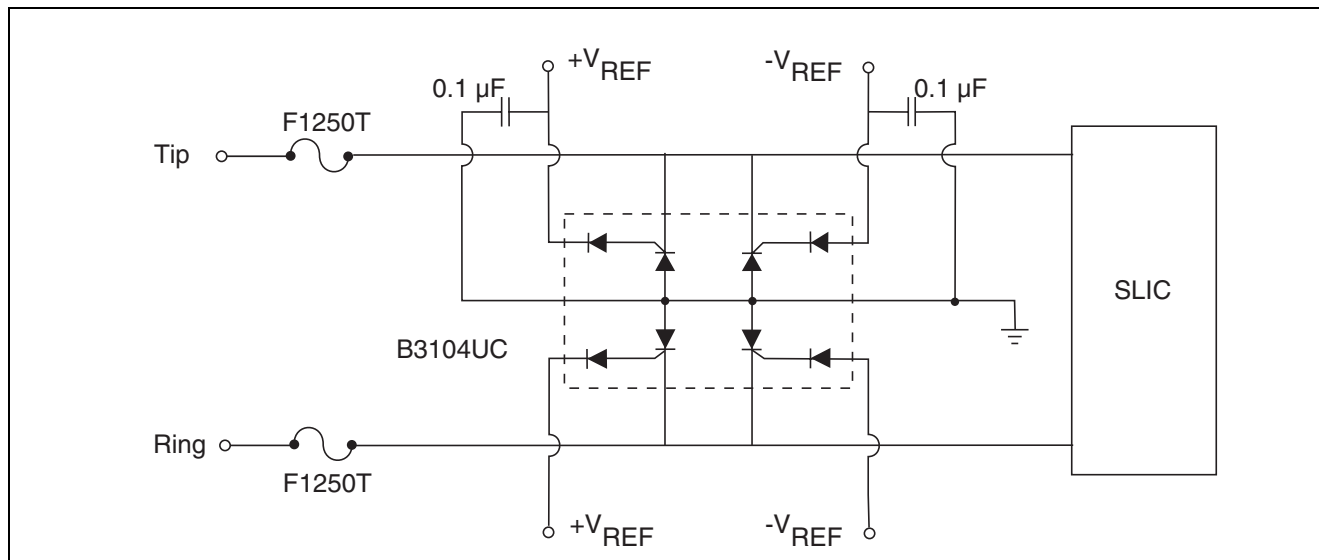 +VREF
-VREF
0.1 µF
0.1 µF
F1250T
Tip
SLIC
B3104UC
Ring
F1250T
+VREF
-VREF